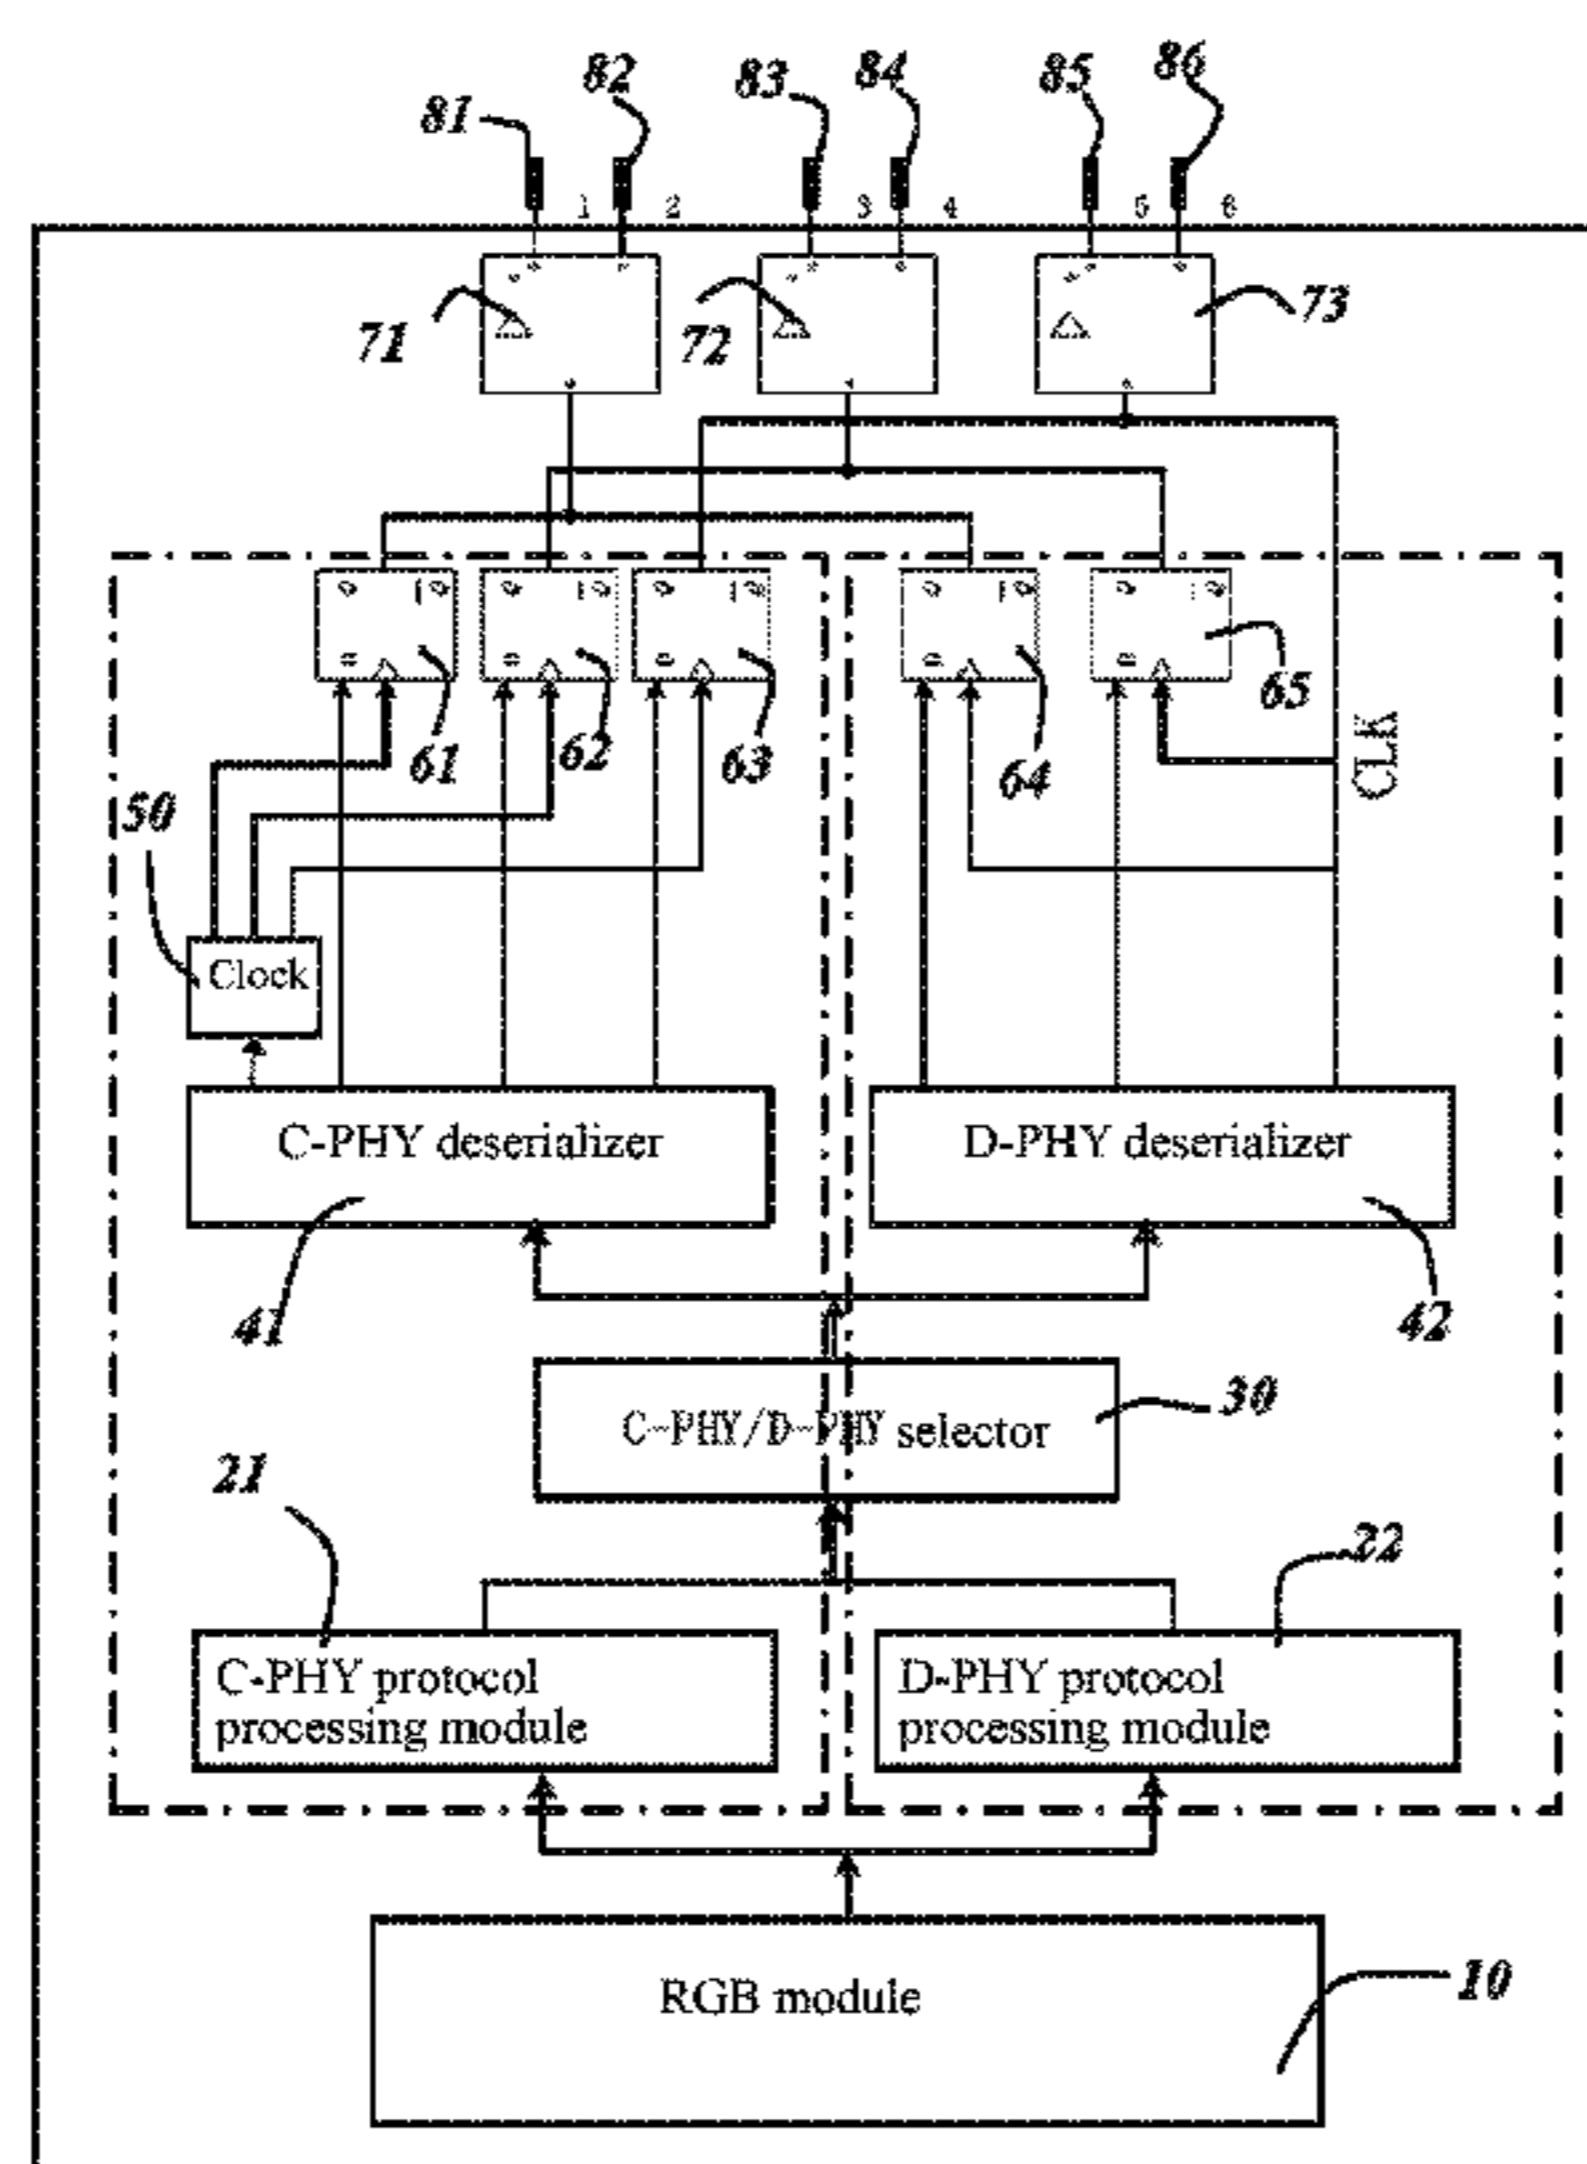 82
83
84
85
86
81
1
2
3
4
5
6
71
72
73
61
62
63
64
65
50
CLK
Clock
C-PHY deserializer
D-PHY deserializer
41
42
C-PHY/D-PHY selector
30
21
22
C-PHY protocol
processing module
D-PHY protocol
processing module
RGB module
10